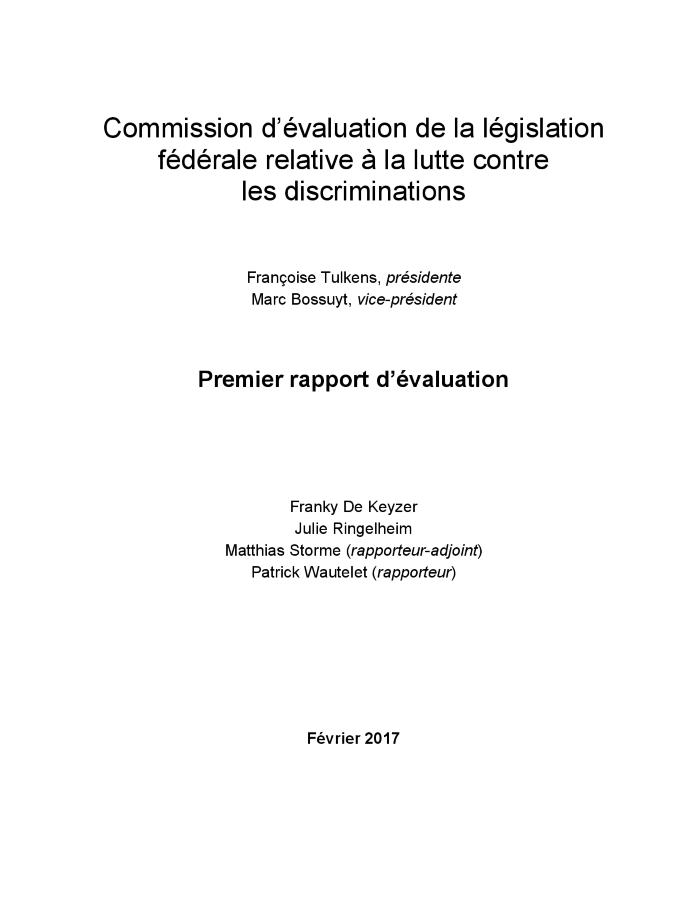 Commission d’évaluation de la législation
fédérale relative à la lutte contre
les discriminations
Françoise Tulkens, présidente
Marc Bossuyt, vice-président
Premier rapport d’évaluation
Franky De Keyzer
Julie Ringelheim
Matthias Storme (rapporteur-adjoint)
Patrick Wautelet (rapporteur)
Février 2017